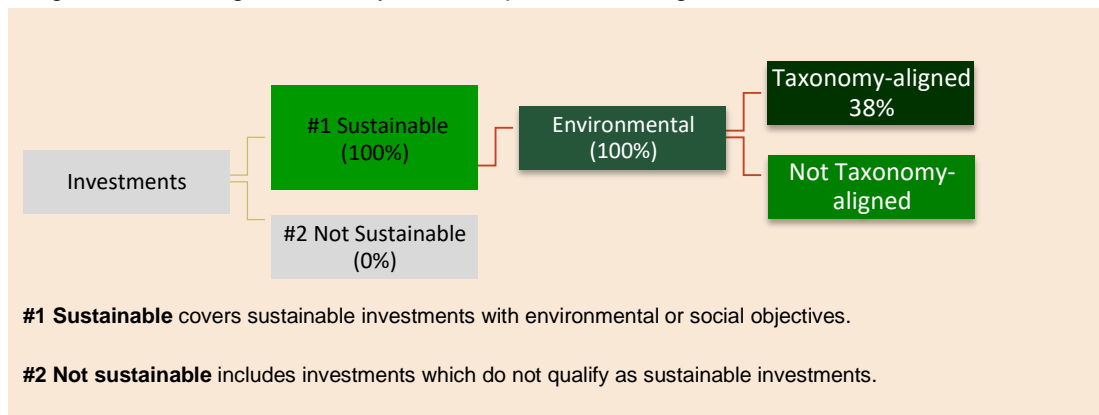 Investments
#1 Sustainable
(100%)
#2 Not Sustainable
(0%)
Environmental
(100%)
Taxonomy-aligned
38%
Not Taxonomy-
aligned
#1 Sustainable covers sustainable investments with environmental or social objectives.
#2 Not sustainable includes investments which do not qualify as sustainable investments.